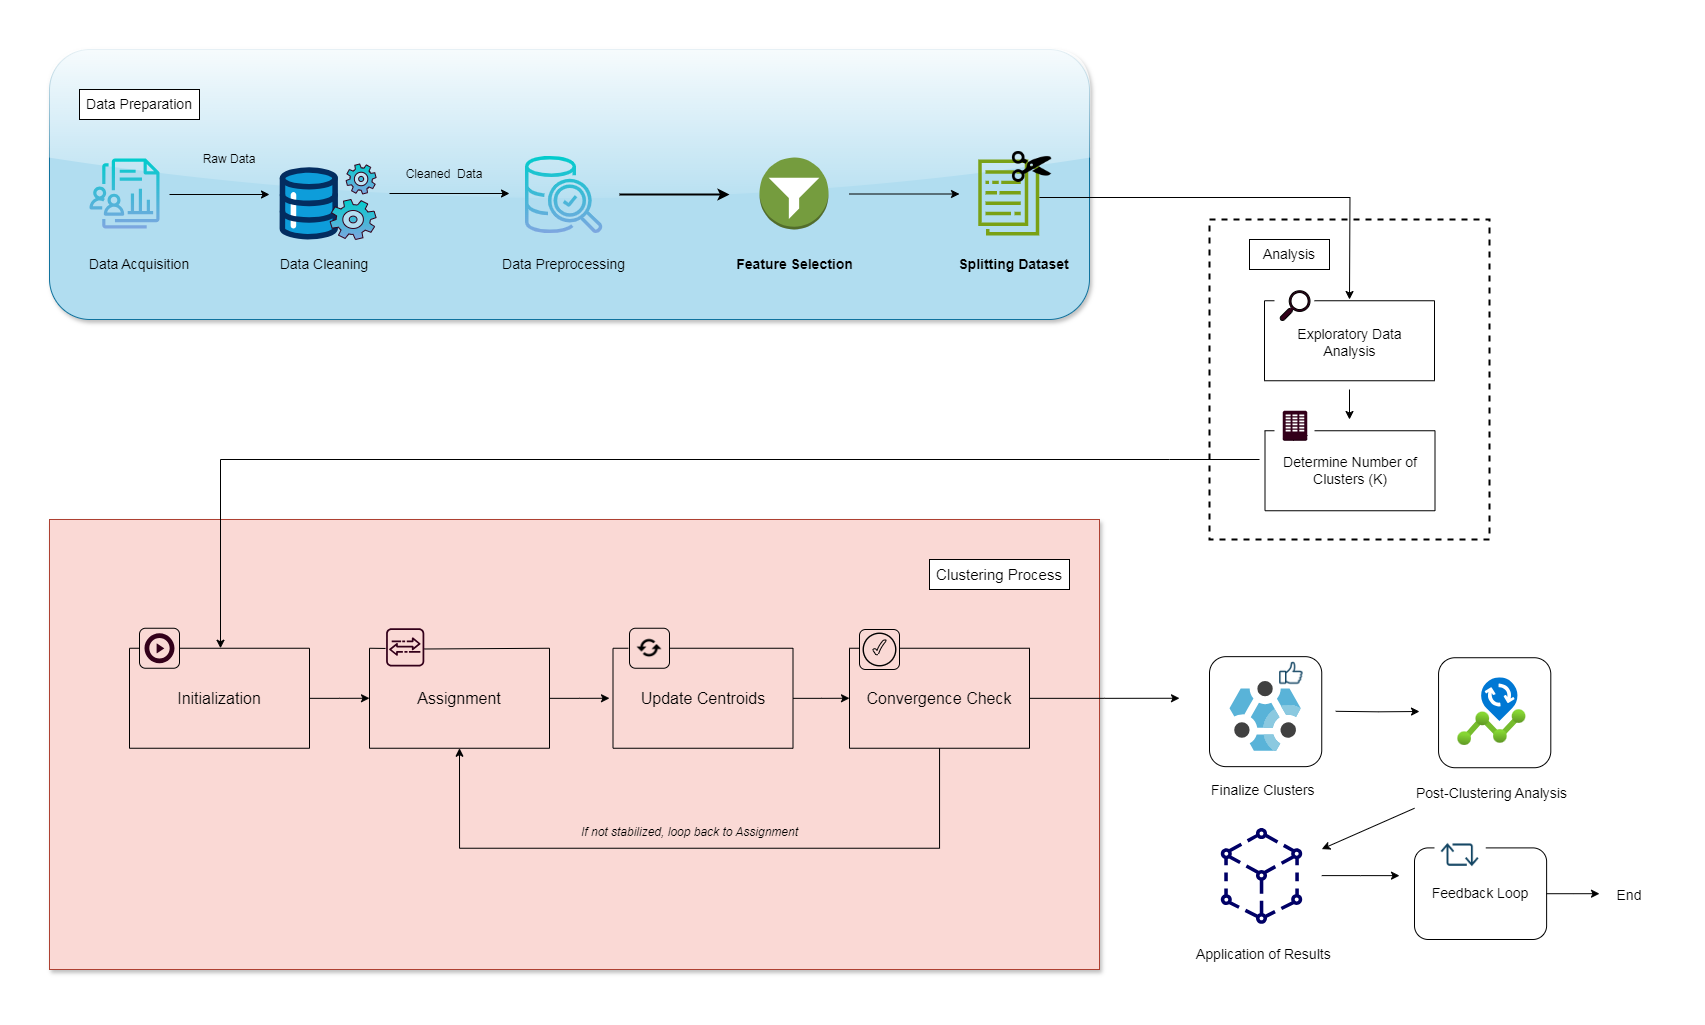 Data Preparation
Raw Data
Cleaned  Data
Data Acquisition
Data Cleaning
Data Preprocessing
Feature Selection
Splitting Dataset
Analysis
Exploratory Data
Analysis
Determine Number of
Clusters (K)
Clustering Process
Initialization
Assignment
Update Centroids
Convergence Check
If not stabilized, loop back to Assignment
Finalize Clusters
Post-Clustering Analysis
Application of Results
Feedback Loop
End